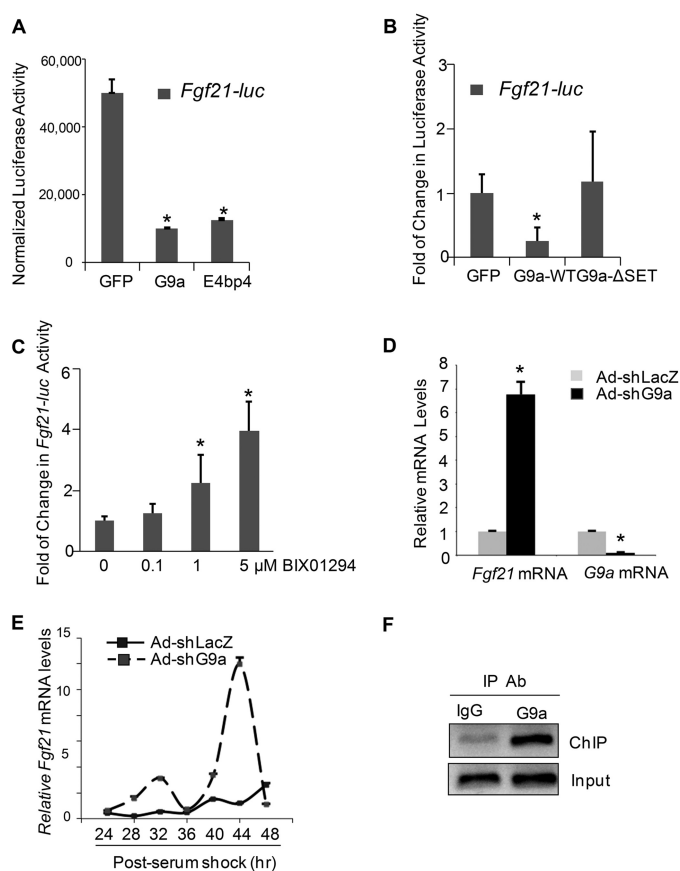 A
Normalized Luciferase Activity
60,000
40,000
20,000
0
Fgf21-luc
*
*
GFP
G9a
E4bp4
B
Fold of Change in Luciferase Activity
3
2
1
0
Fgf21-luc
*
GFP
G9a-WT
G9a-ΔSET
C
Fold of Change in Fgf21-luc Activity
6
4
2
0
*
*
0
0.1
1
5 µM BIX01294
D
Relative mRNA Levels
8
7
6
5
4
3
2
1
0
Ad-shLacZ
Ad-shG9a
*
*
Fgf21 mRNA
G9a mRNA
E
Relative Fgf21 mRNA levels
15
10
5
0
Ad-shLacZ
Ad-shG9a
24 28 32 36 40 44 48
Post-serum shock (hr)
F
IP Ab
IgG G9a
ChIP
Input